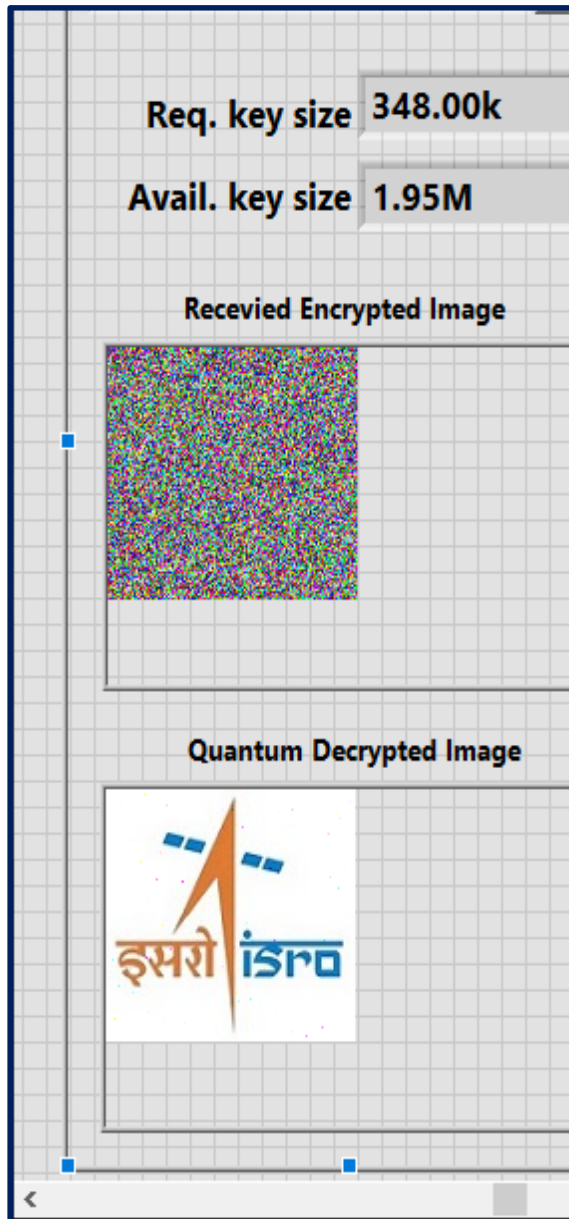 Req. key size 348.00k
Avail. key size 1.95M
Recevied Encrypted Image
Quantum Decrypted Image
इसरो isro